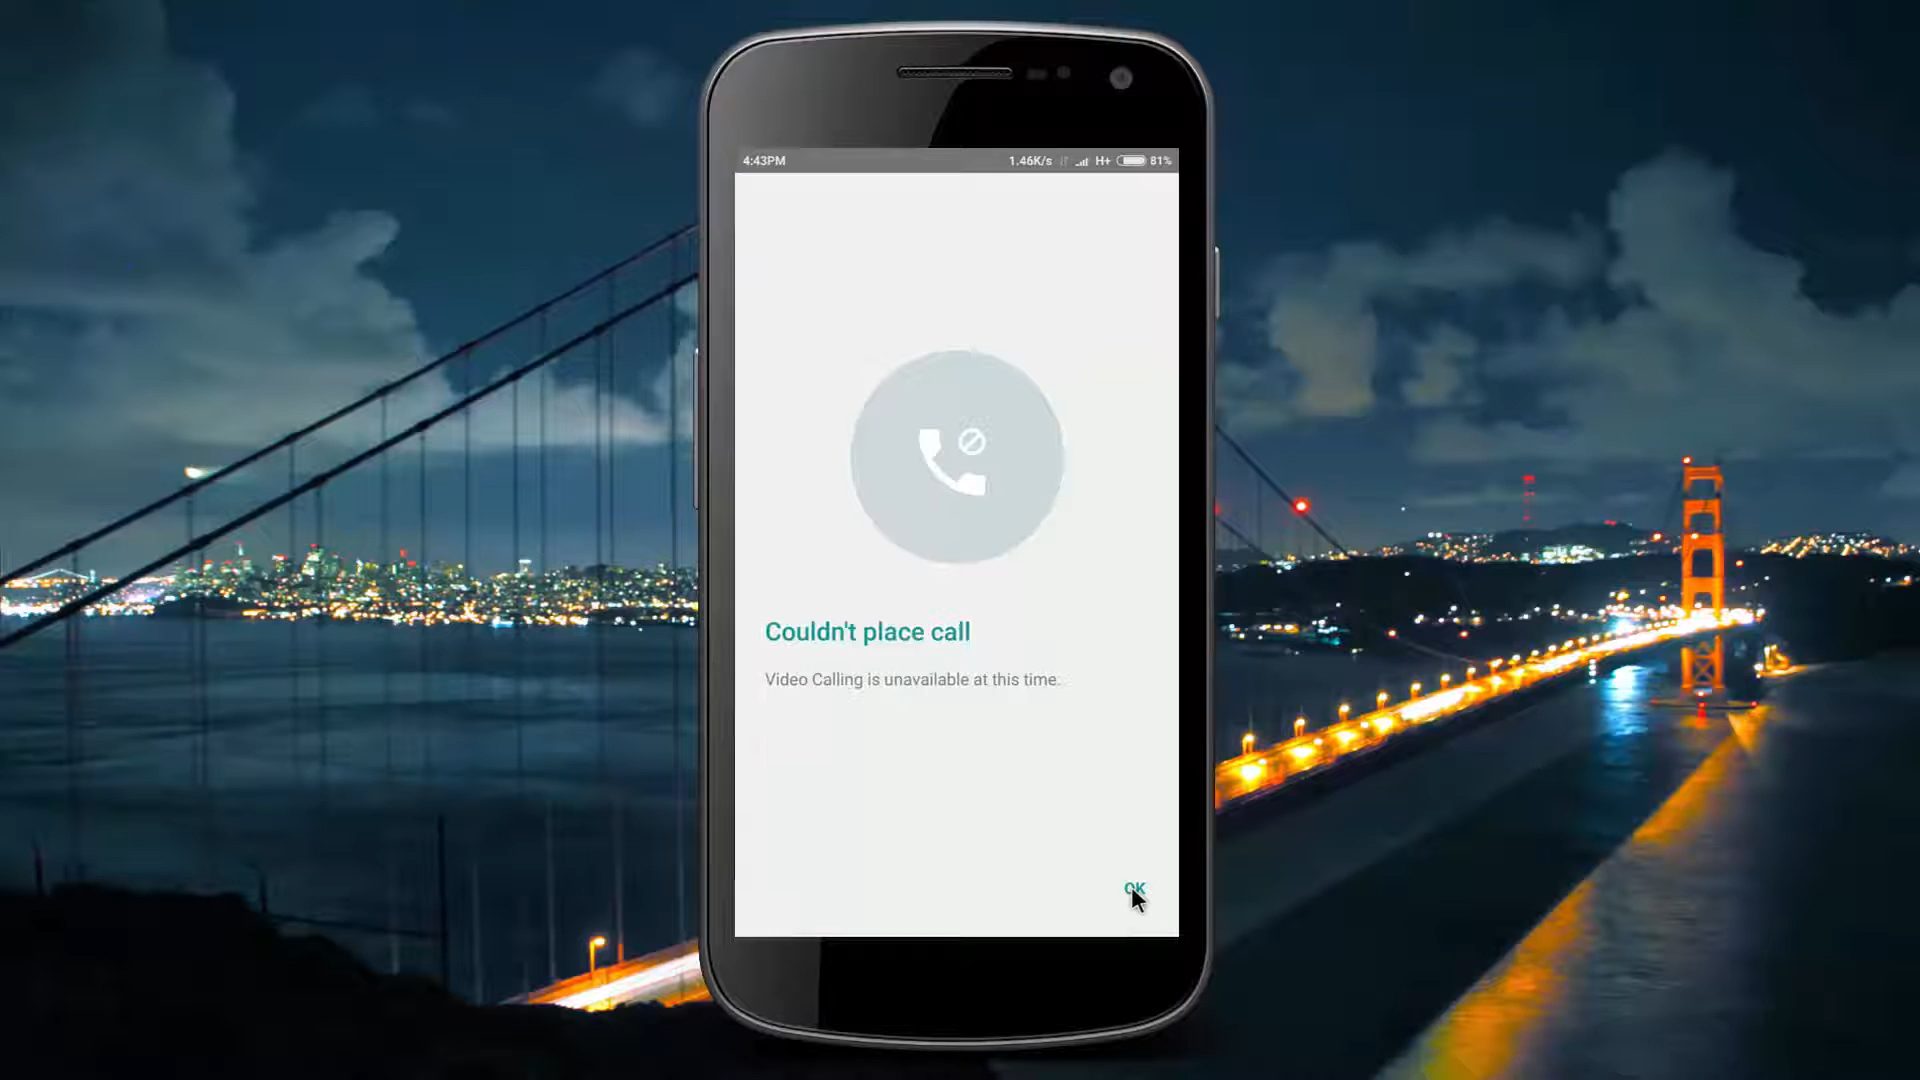 4:43PM 1.46K/s H+ 81%
Couldn't place call
Video Calling is unavailable at this time.
OK